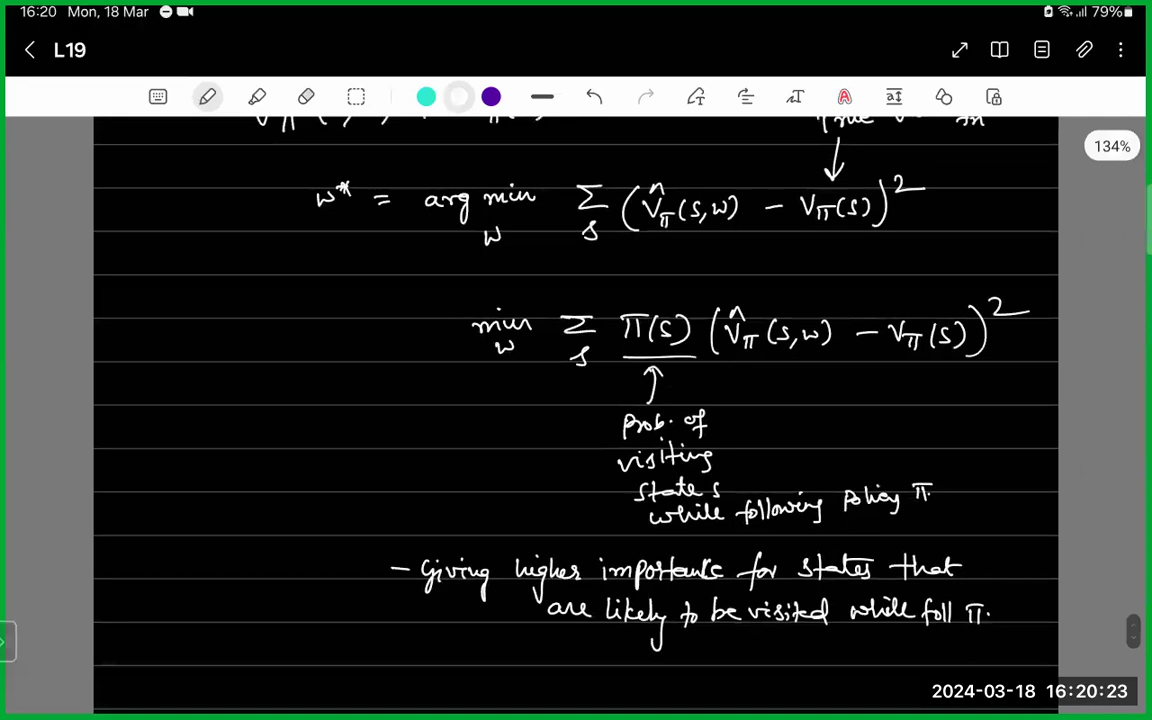 16:20 Mon, 18 Mar 79%
L19
134%
w* = arg min Σ (V̂π(s,w) - Vπ(s))²
w s
min Σ π(s) (V̂π(s,w) - Vπ(s))²
w s
prob. of
visiting
state s
while following policy π.
- Giving higher importance for states that
are likely to be visited while foll π.
2024-03-18 16:20:23